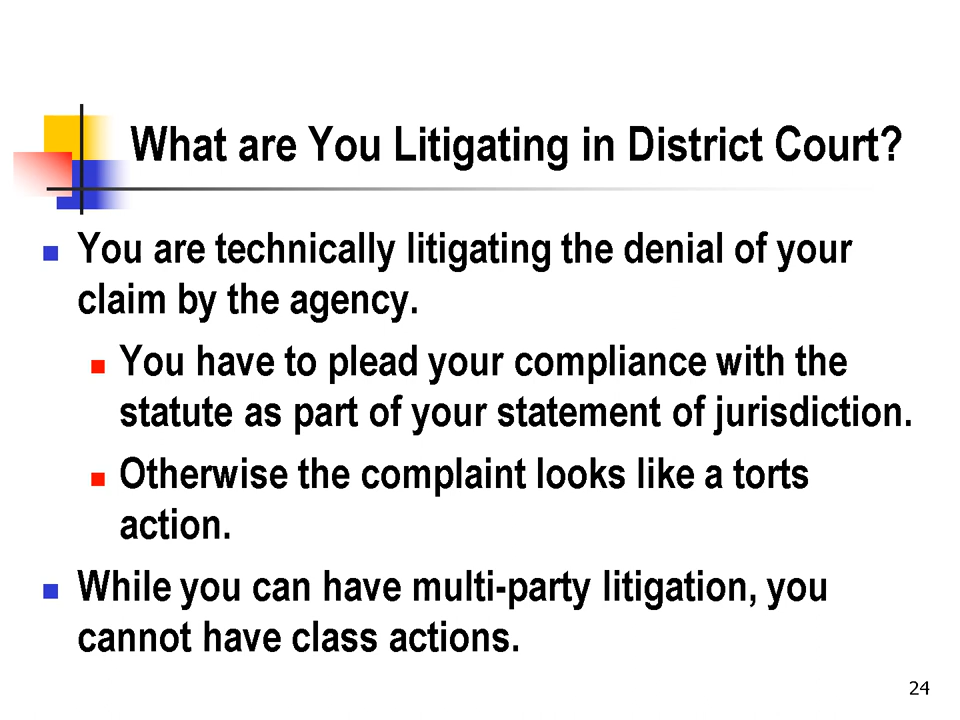 What are You Litigating in District Court?
You are technically litigating the denial of your
claim by the agency.
You have to plead your compliance with the
statute as part of your statement of jurisdiction.
Otherwise the complaint looks like a torts
action.
While you can have multi-party litigation, you
cannot have class actions.
24